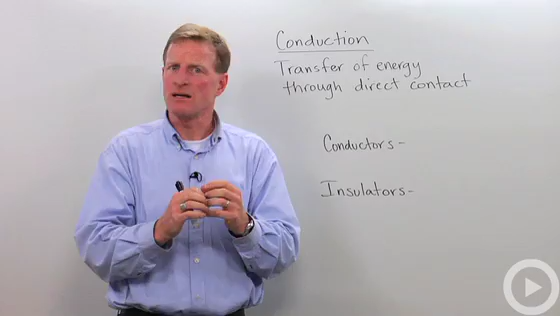 Conduction
Transfer of energy
through direct contact
Conductors-
Insulators-